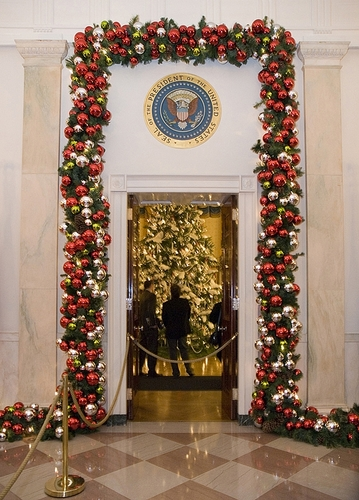 SEAL OF THE PRESIDENT OF THE UNITED STATES